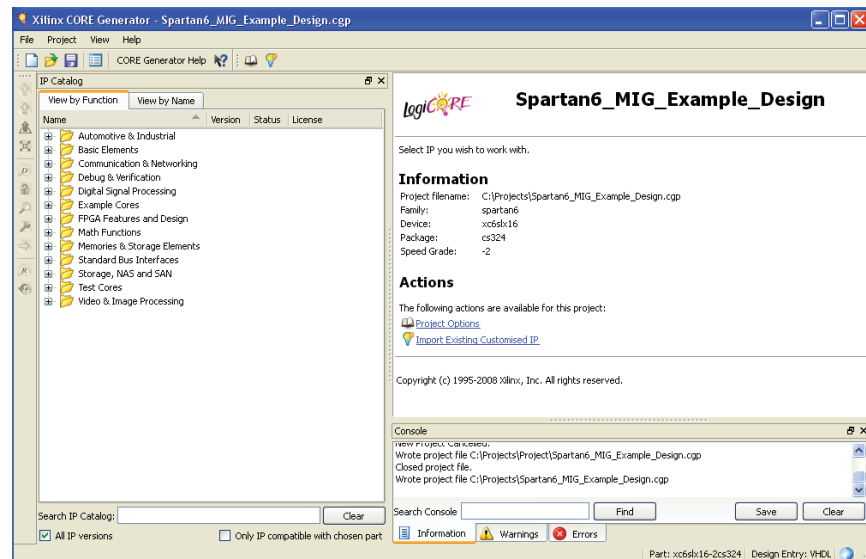 Xilinx CORE Generator - Spartan6_MIG_Example_Design.cgp
File Project View Help
CORE Generator Help
IP Catalog
View by Function View by Name
Name Version Status License
Automotive & Industrial
Basic Elements
Communication & Networking
Debug & Verification
Digital Signal Processing
Example Cores
FPGA Features and Design
Math Functions
Memories & Storage Elements
Standard Bus Interfaces
Storage, NAS and SAN
Test Cores
Video & Image Processing
Search IP Catalog: Clear
All IP versions Only IP compatible with chosen part
LogiCORE Spartan6_MIG_Example_Design
Select IP you wish to work with.
Information
Project filename: C:\Projects\Spartan6_MIG_Example_Design.cgp
Family: spartan6
Device: xc6slx16
Package: cs324
Speed Grade: -2
Actions
The following actions are available for this project:
Project Options
Import Existing Customised IP
Copyright (c) 1995-2008 Xilinx, Inc. All rights reserved.
Console
New Project Cancelled.
Wrote project file C:\Projects\Project\Spartan6_MIG_Example_Design.cgp
Closed project file.
Wrote project file C:\Projects\Spartan6_MIG_Example_Design.cgp
Search Console Find Save Clear
Information Warnings Errors
Part: xc6slx16-2cs324 Design Entry: VHDL